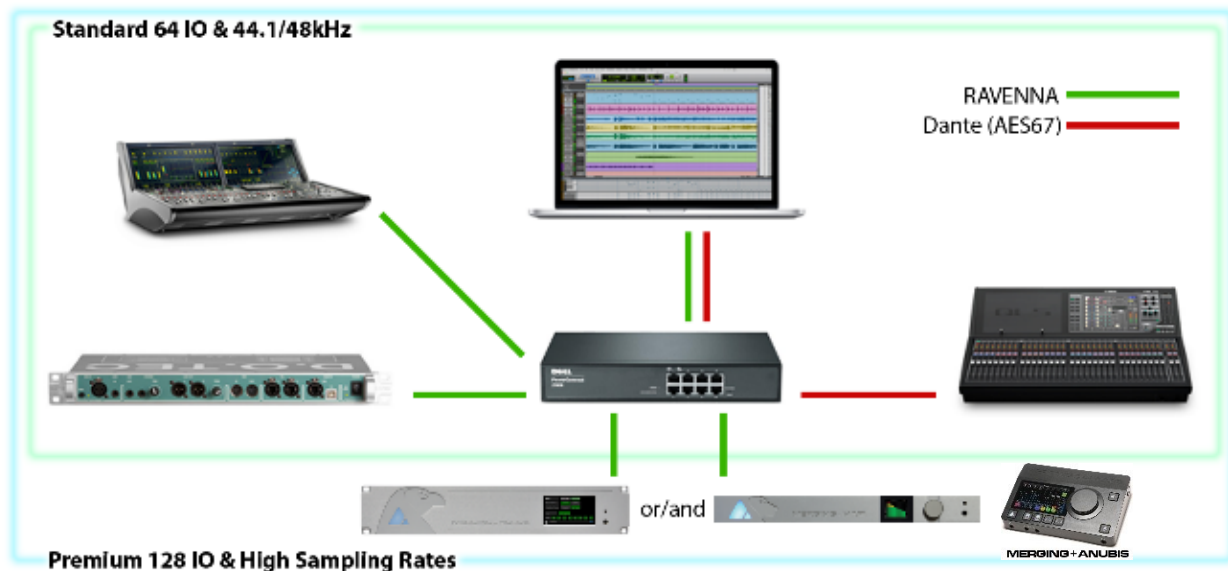 Standard 64 IO & 44.1/48kHz
RAVENNA
Dante (AES67)
DELL
or/and
MERGING+ANUBIS
Premium 128 IO & High Sampling Rates